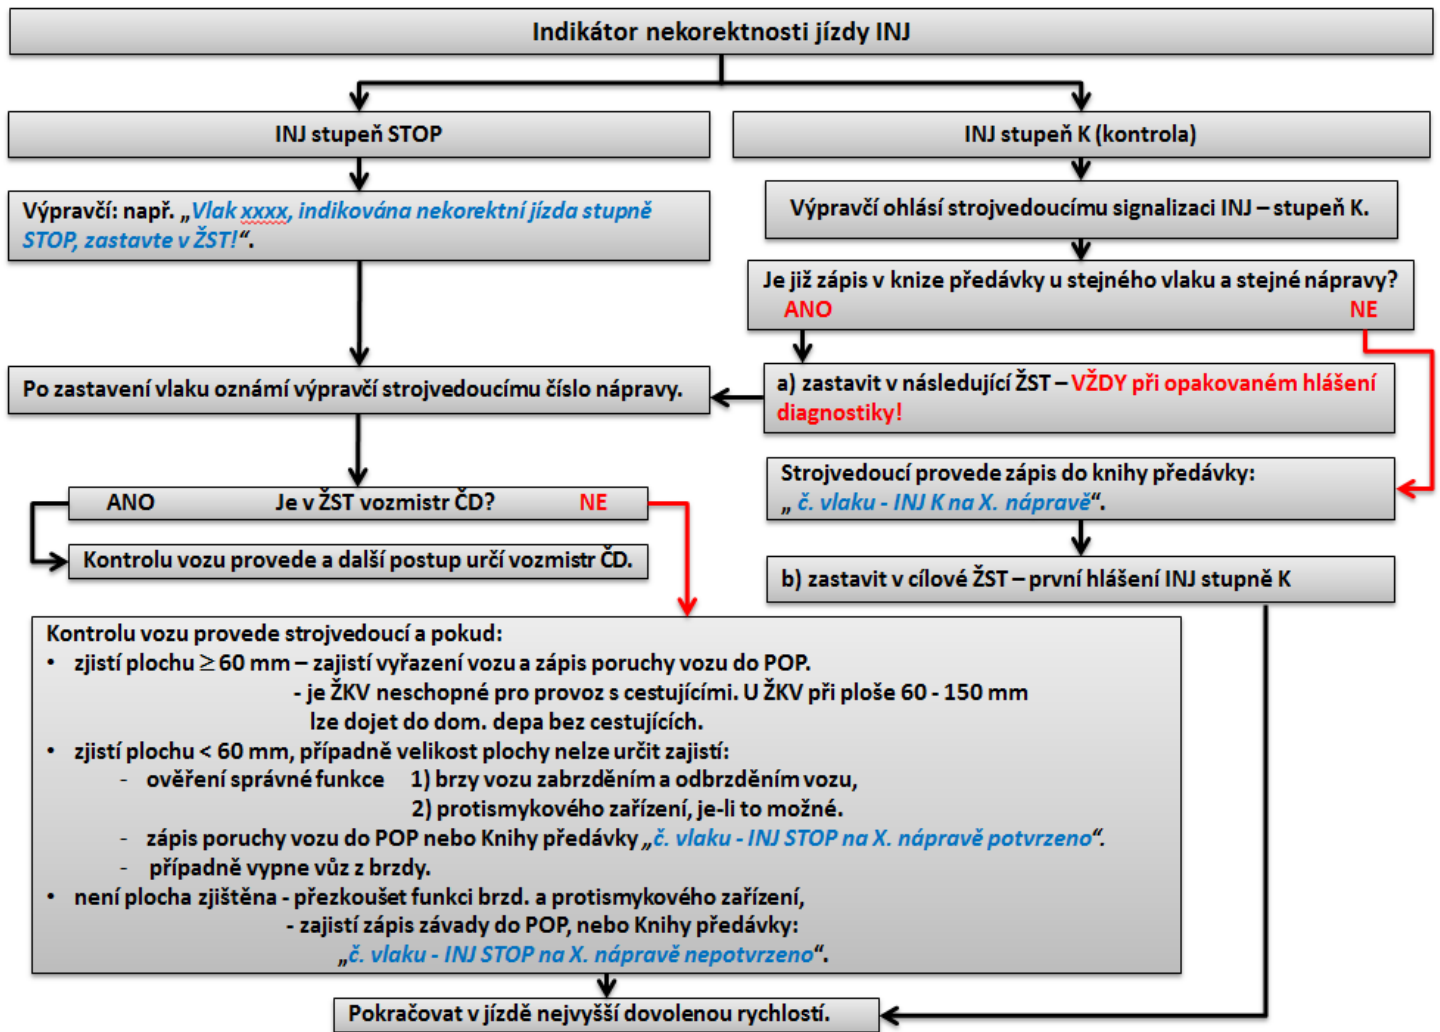 Indikátor nekorektnosti jízdy INJ
INJ stupeň STOP
INJ stupeň K (kontrola)
Výpravčí: např. „Vlak xxxx, indikována nekorektní jízda stupně
STOP, zastavte v ŽST!“.
Výpravčí ohlásí strojvedoucímu signalizaci INJ – stupeň K.
Je již zápis v knize předávky u stejného vlaku a stejné nápravy?
ANO NE
Po zastavení vlaku oznámí výpravčí strojvedoucímu číslo nápravy.
a) zastavit v následující ŽST – VŽDY při opakovaném hlášení
diagnostiky!
Strojvedoucí provede zápis do knihy předávky:
„ č. vlaku - INJ K na X. nápravě“.
ANO Je v ŽST vozmistr ČD? NE
Kontrolu vozu provede a další postup určí vozmistr ČD.
b) zastavit v cílové ŽST – první hlášení INJ stupně K
Kontrolu vozu provede strojvedoucí a pokud:
• zjistí plochu ≥ 60 mm – zajistí vyřazení vozu a zápis poruchy vozu do POP.
- je ŽKV neschopné pro provoz s cestujícími. U ŽKV při ploše 60 - 150 mm
lze dojet do dom. depa bez cestujících.
• zjistí plochu < 60 mm, případně velikost plochy nelze určit zajistí:
- ověření správné funkce 1) brzy vozu zabrzděním a odbrzděním vozu,
2) protismykového zařízení, je-li to možné.
- zápis poruchy vozu do POP nebo Knihy předávky „č. vlaku - INJ STOP na X. nápravě potvrzeno“.
- případně vypne vůz z brzdy.
• není plocha zjištěna - přezkoušet funkci brzd. a protismykového zařízení,
- zajistí zápis závady do POP, nebo Knihy předávky:
„č. vlaku - INJ STOP na X. nápravě nepotvrzeno“.
Pokračovat v jízdě nejvyšší dovolenou rychlostí.